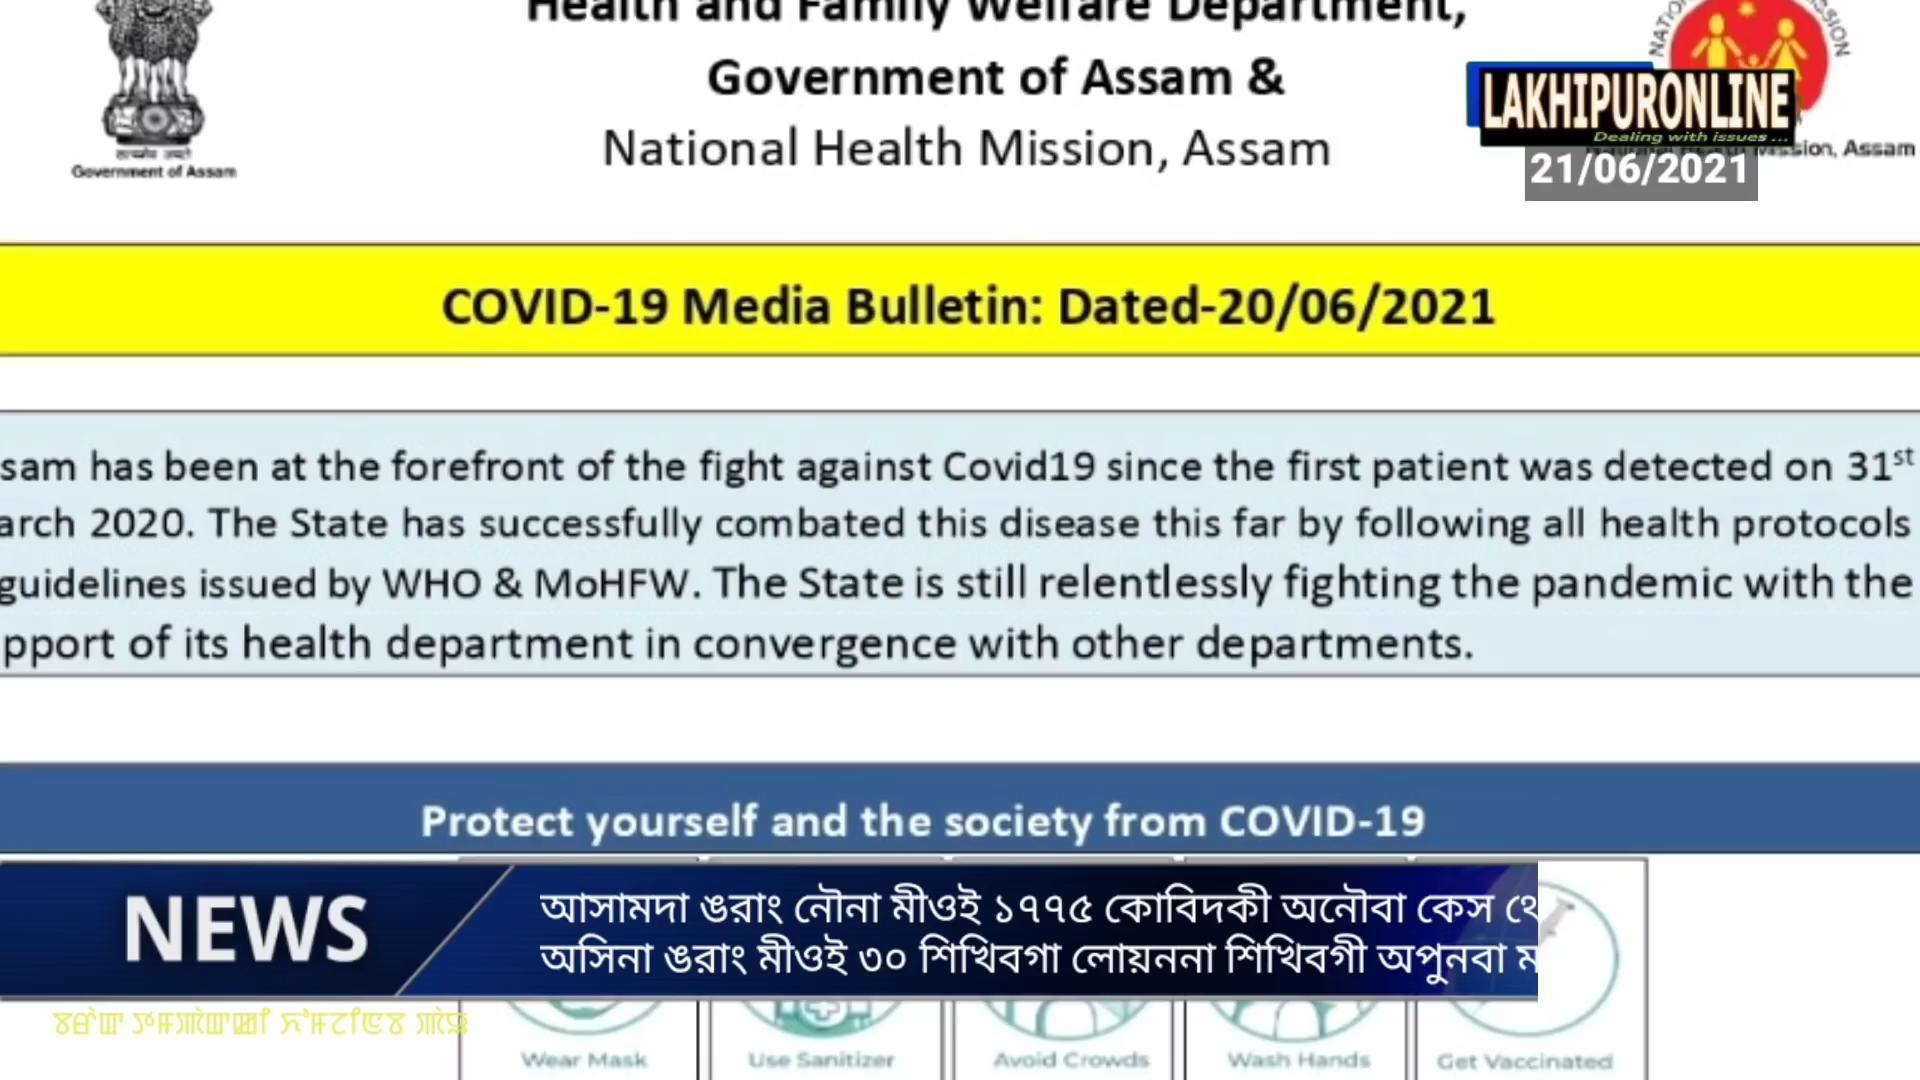 Health and Family Welfare Department,
Government of Assam &
National Health Mission, Assam
Government of Assam
LAKHIPURONLINE
Dealing with issues ...
Mission, Assam
21/06/2021
COVID-19 Media Bulletin: Dated-20/06/2021
sam has been at the forefront of the fight against Covid19 since the first patient was detected on 31st
arch 2020. The State has successfully combated this disease this far by following all health protocols
guidelines issued by WHO & MoHFW. The State is still relentlessly fighting the pandemic with the
pport of its health department in convergence with other departments.
Protect yourself and the society from COVID-19
NEWS
আসামদা ঙরাং নৌনা মীওই ১৭৭৫ কোবিদকী অনৌবা কেস থে
অসিনা ঙরাং মীওই ৩০ শিখিবগা লোয়ননা শিখিবগী অপুনবা ম
Wear Mask
Use Sanitizer
Avoid Crowds
Wash Hands
Get Vaccinated